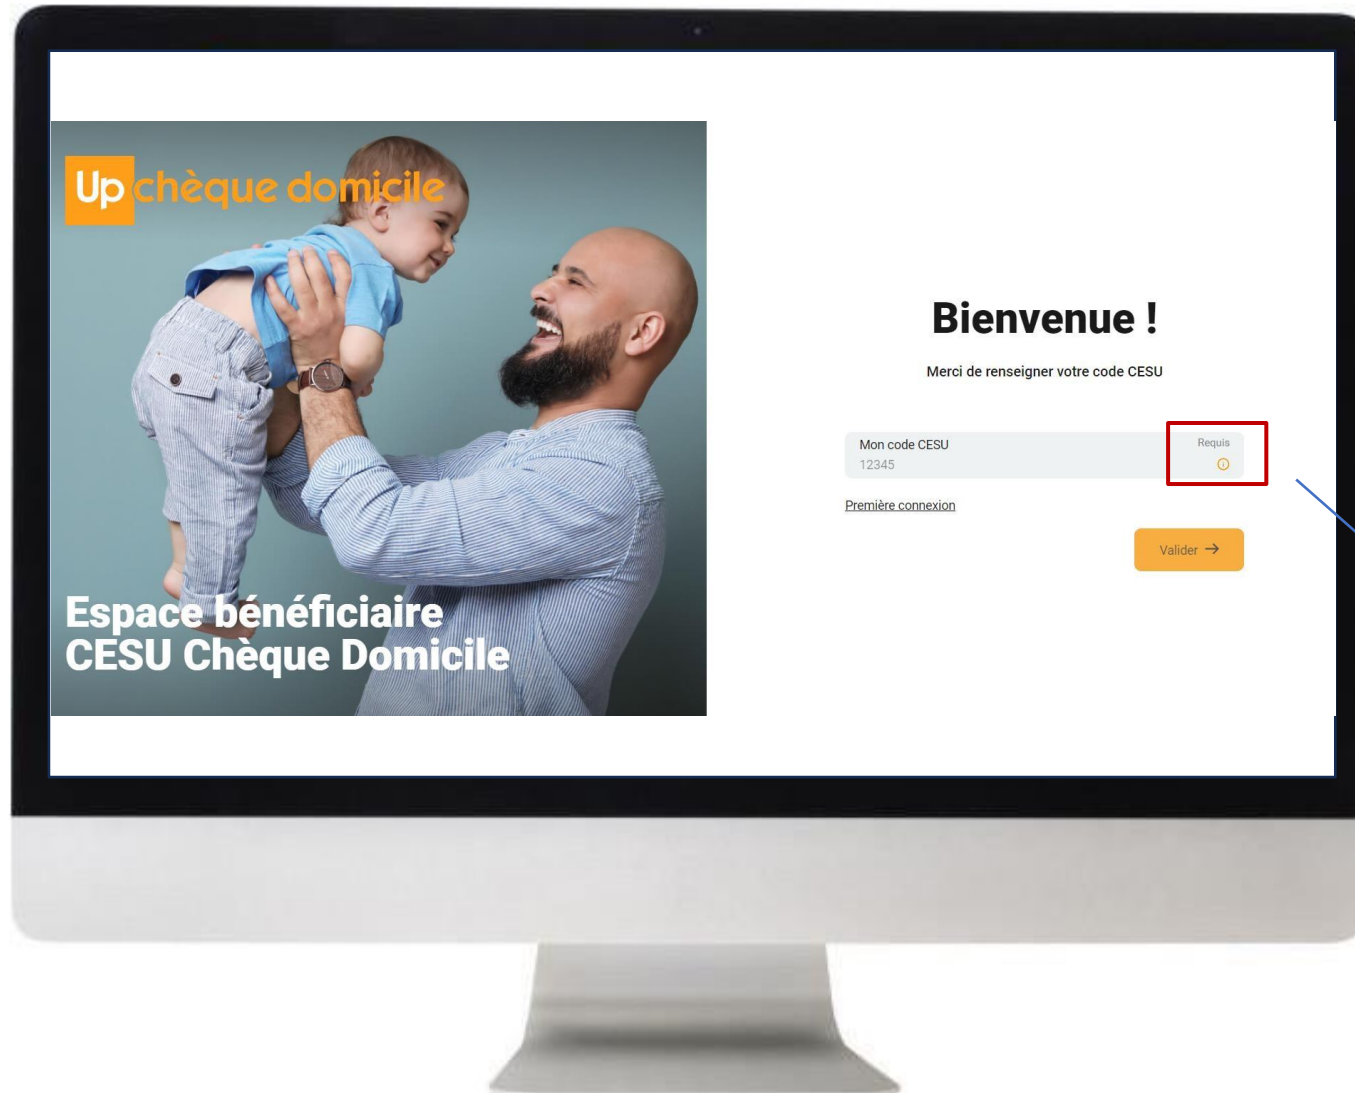 Up chèque domicile
Espace bénéficiaire
CESU Chèque Domicile
Bienvenue !
Merci de renseigner votre code CESU
Mon code CESU
Requis
12345
Première connexion
Valider →